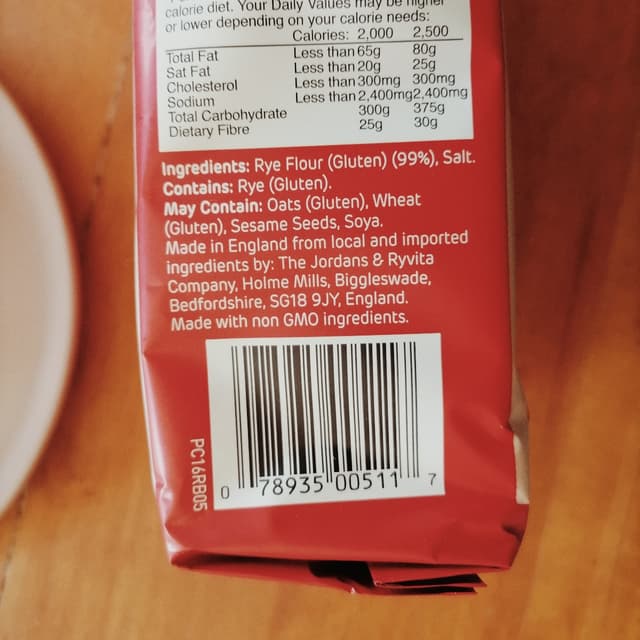 calorie diet. Your Daily Values may be higher
or lower depending on your calorie needs:
Calories: 2,000 2,500
Total Fat Less than 65g 80g
Sat Fat Less than 20g 25g
Cholesterol Less than 300mg 300mg
Sodium Less than 2,400mg 2,400mg
Total Carbohydrate 300g 375g
Dietary Fibre 25g 30g
Ingredients: Rye Flour (Gluten) (99%), Salt.
Contains: Rye (Gluten).
May Contain: Oats (Gluten), Wheat
(Gluten), Sesame Seeds, Soya.
Made in England from local and imported
ingredients by: The Jordans & Ryvita
Company, Holme Mills, Biggleswade,
Bedfordshire, SG18 9JY, England.
Made with non GMO ingredients.
PC16RB05
0 78935 00511 7